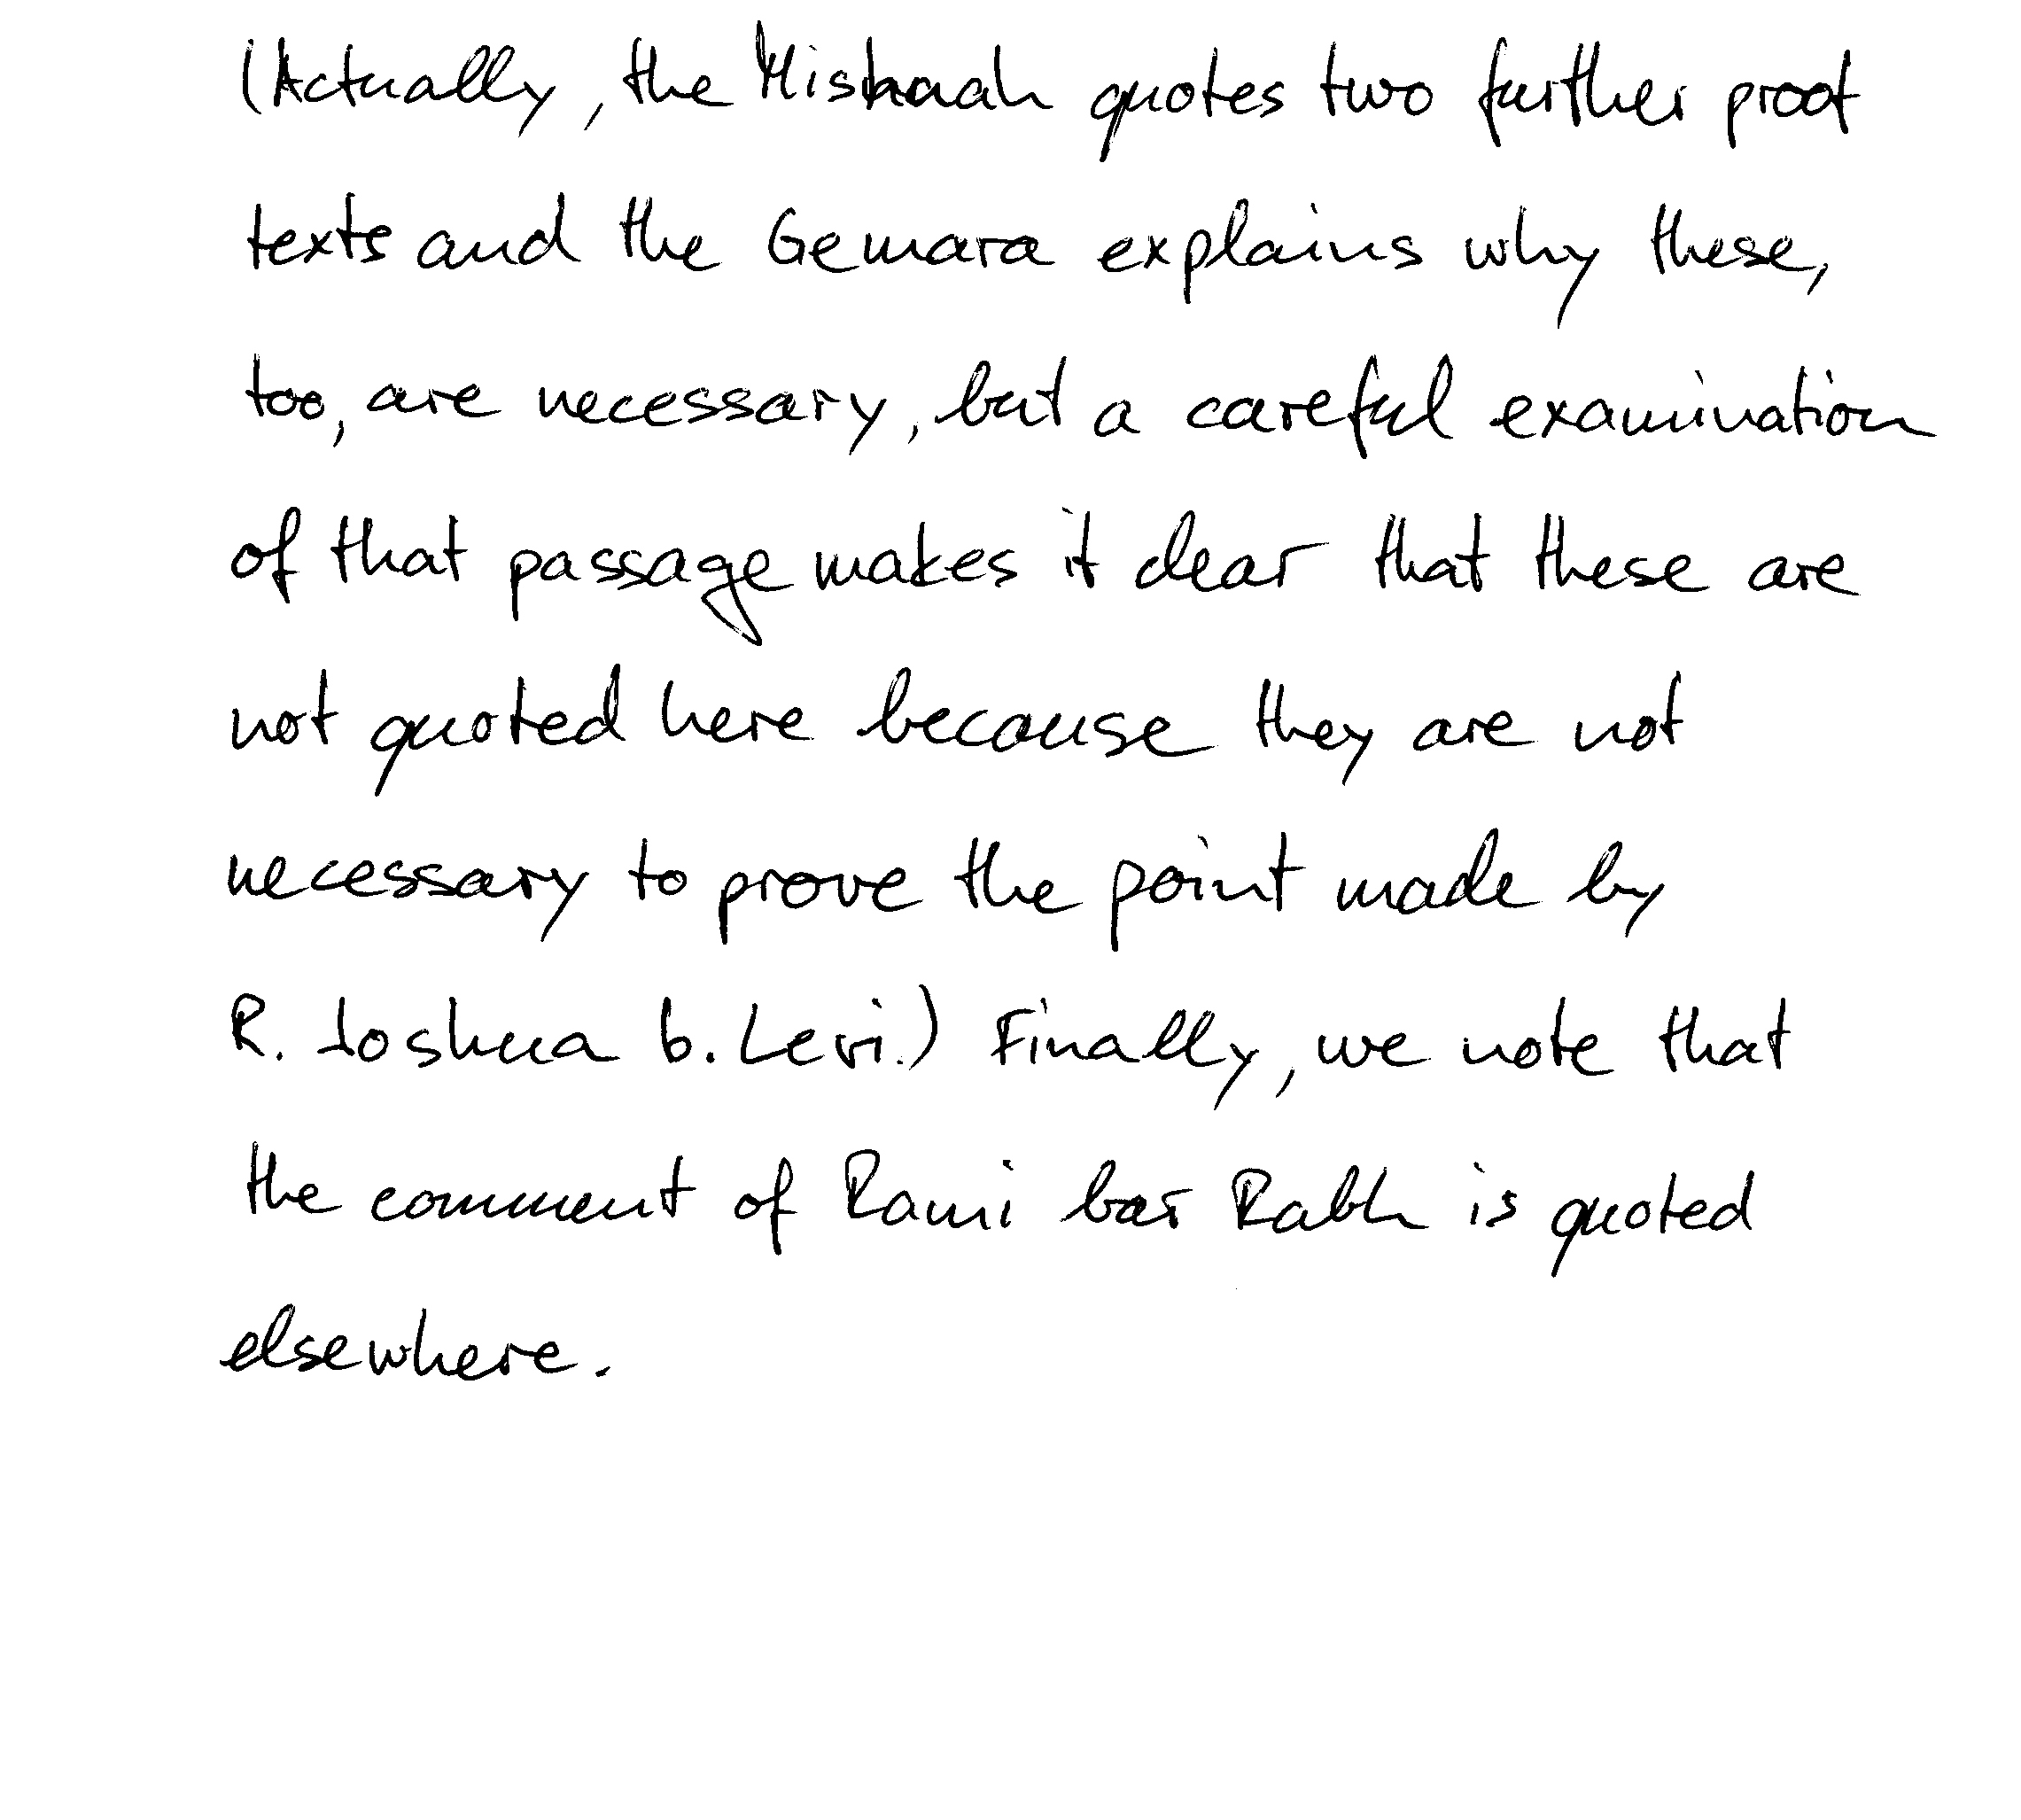 (Actually, the Mishnah quotes two further proof
texts and the Gemara explains why these,
too, are necessary, but a careful examination
of that passage makes it clear that these are
not quoted here because they are not
necessary to prove the point made by
R. Joshua b. Levi.) Finally, we note that
the comment of Rami bar Rabh is quoted
elsewhere.